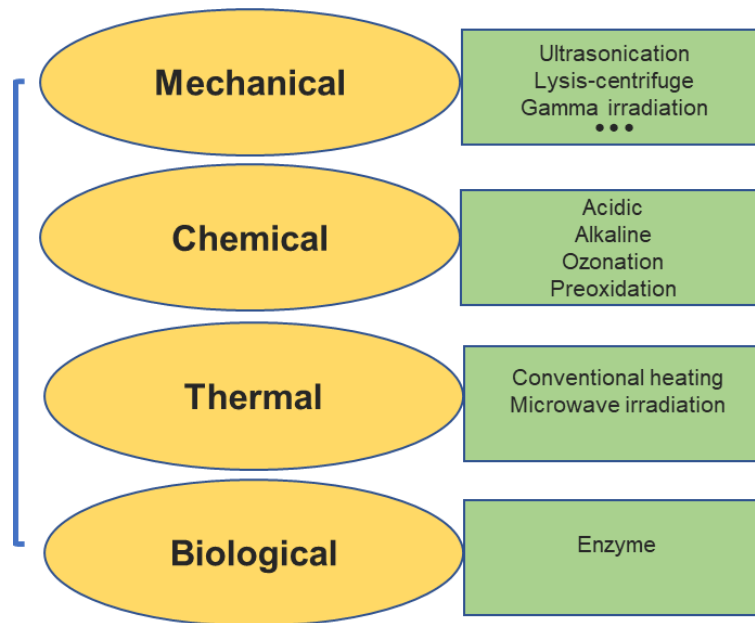 Mechanical
Ultrasonication
Lysis-centrifuge
Gamma irradiation
•••
Chemical
Acidic
Alkaline
Ozonation
Preoxidation
Thermal
Conventional heating
Microwave irradiation
Biological
Enzyme